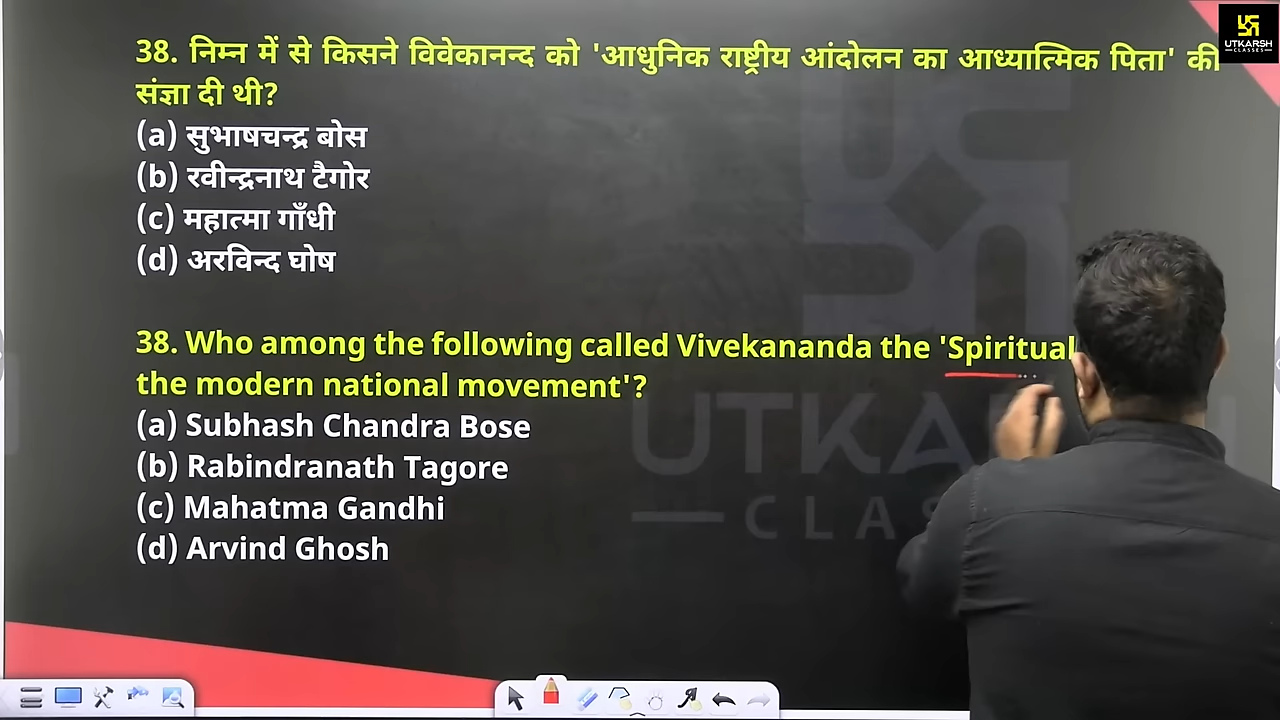 38. निम्न में से किसने विवेकानन्द को 'आधुनिक राष्ट्रीय आंदोलन का आध्यात्मिक पिता' की
संज्ञा दी थी?
(a) सुभाषचन्द्र बोस
(b) रवीन्द्रनाथ टैगोर
(c) महात्मा गाँधी
(d) अरविन्द घोष
38. Who among the following called Vivekananda the 'Spiritual
the modern national movement'?
(a) Subhash Chandra Bose
(b) Rabindranath Tagore
(c) Mahatma Gandhi
(d) Arvind Ghosh
UTKARSH
CLASSES